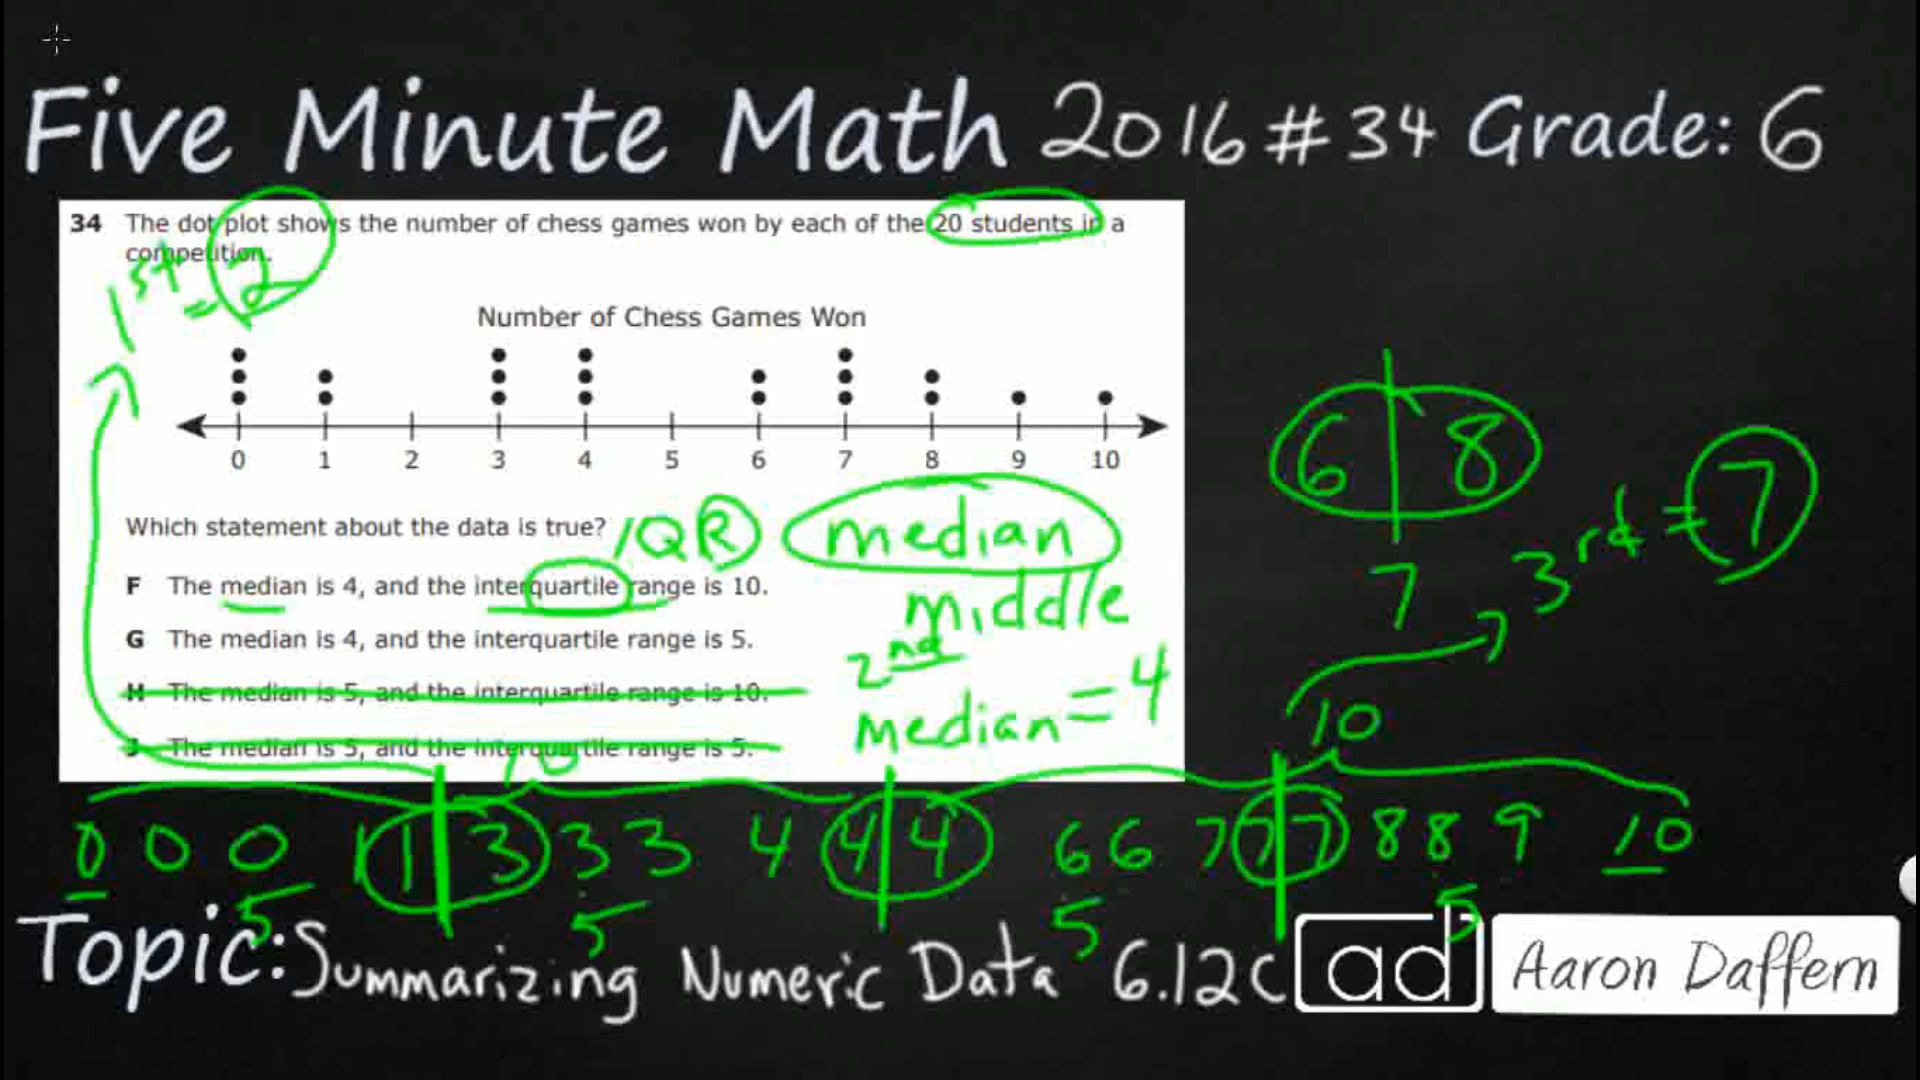 Five Minute Math 2016 #34 Grade: 6
34 The dot plot shows the number of chess games won by each of the 20 students in a
competition.
1st = 2
Number of Chess Games Won
0 1 2 3 4 5 6 7 8 9 10
6 8
7
3rd = 7
Which statement about the data is true?
IQR median
middle
F The median is 4, and the interquartile range is 10.
G The median is 4, and the interquartile range is 5.
H The median is 5, and the interquartile range is 10.
J The median is 5, and the interquartile range is 5.
2nd
median = 4
10 10
0 0 0 1 1 3 3 3 4 4 4 6 6 7 7 7 8 8 9 10
5 5 5 5
Topic: Summarizing Numeric Data 6.12C ad Aaron Daffern